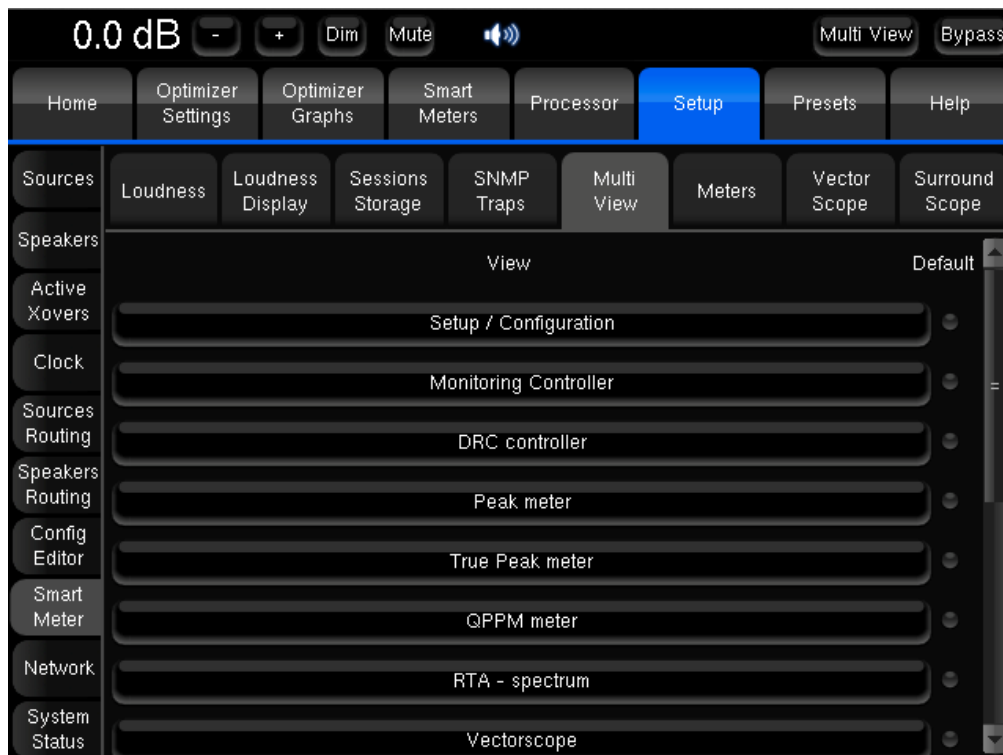 0.0 dB - + Dim Mute Multi View Bypass
Home Optimizer Settings Optimizer Graphs Smart Meters Processor Setup Presets Help
Sources
Speakers
Active
Xovers
Clock
Sources
Routing
Speakers
Routing
Config
Editor
Smart
Meter
Network
System
Status
Loudness Loudness Display Sessions Storage SNMP Traps Multi View Meters Vector Scope Surround Scope
View Default
Setup / Configuration
Monitoring Controller
DRC controller
Peak meter
True Peak meter
QPPM meter
RTA - spectrum
Vectorscope